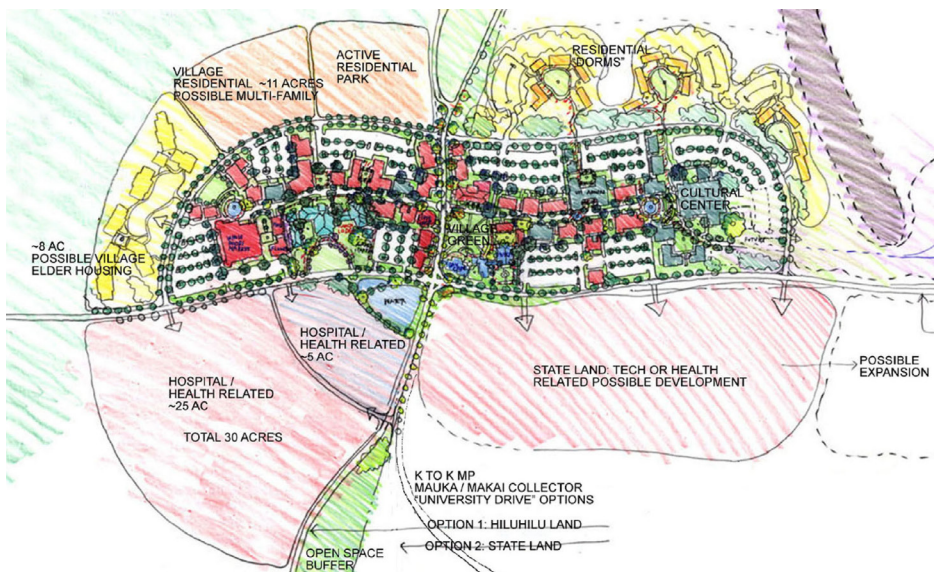 VILLAGE
RESIDENTIAL ~11 ACRES
POSSIBLE MULTI-FAMILY
ACTIVE
RESIDENTIAL
PARK
RESIDENTIAL
"DORMS"
CULTURAL
CENTER
VILLAGE
GREEN
~8 AC
POSSIBLE VILLAGE
ELDER HOUSING
HOSPITAL /
HEALTH RELATED
~5 AC
HOSPITAL /
HEALTH RELATED
~25 AC
TOTAL 30 ACRES
STATE LAND: TECH OR HEALTH
RELATED POSSIBLE DEVELOPMENT
POSSIBLE
EXPANSION
K TO K MP
MAUKA / MAKAI COLLECTOR
"UNIVERSITY DRIVE" OPTIONS
OPTION 1: HILUHILU LAND
OPTION 2: STATE LAND
OPEN SPACE
BUFFER